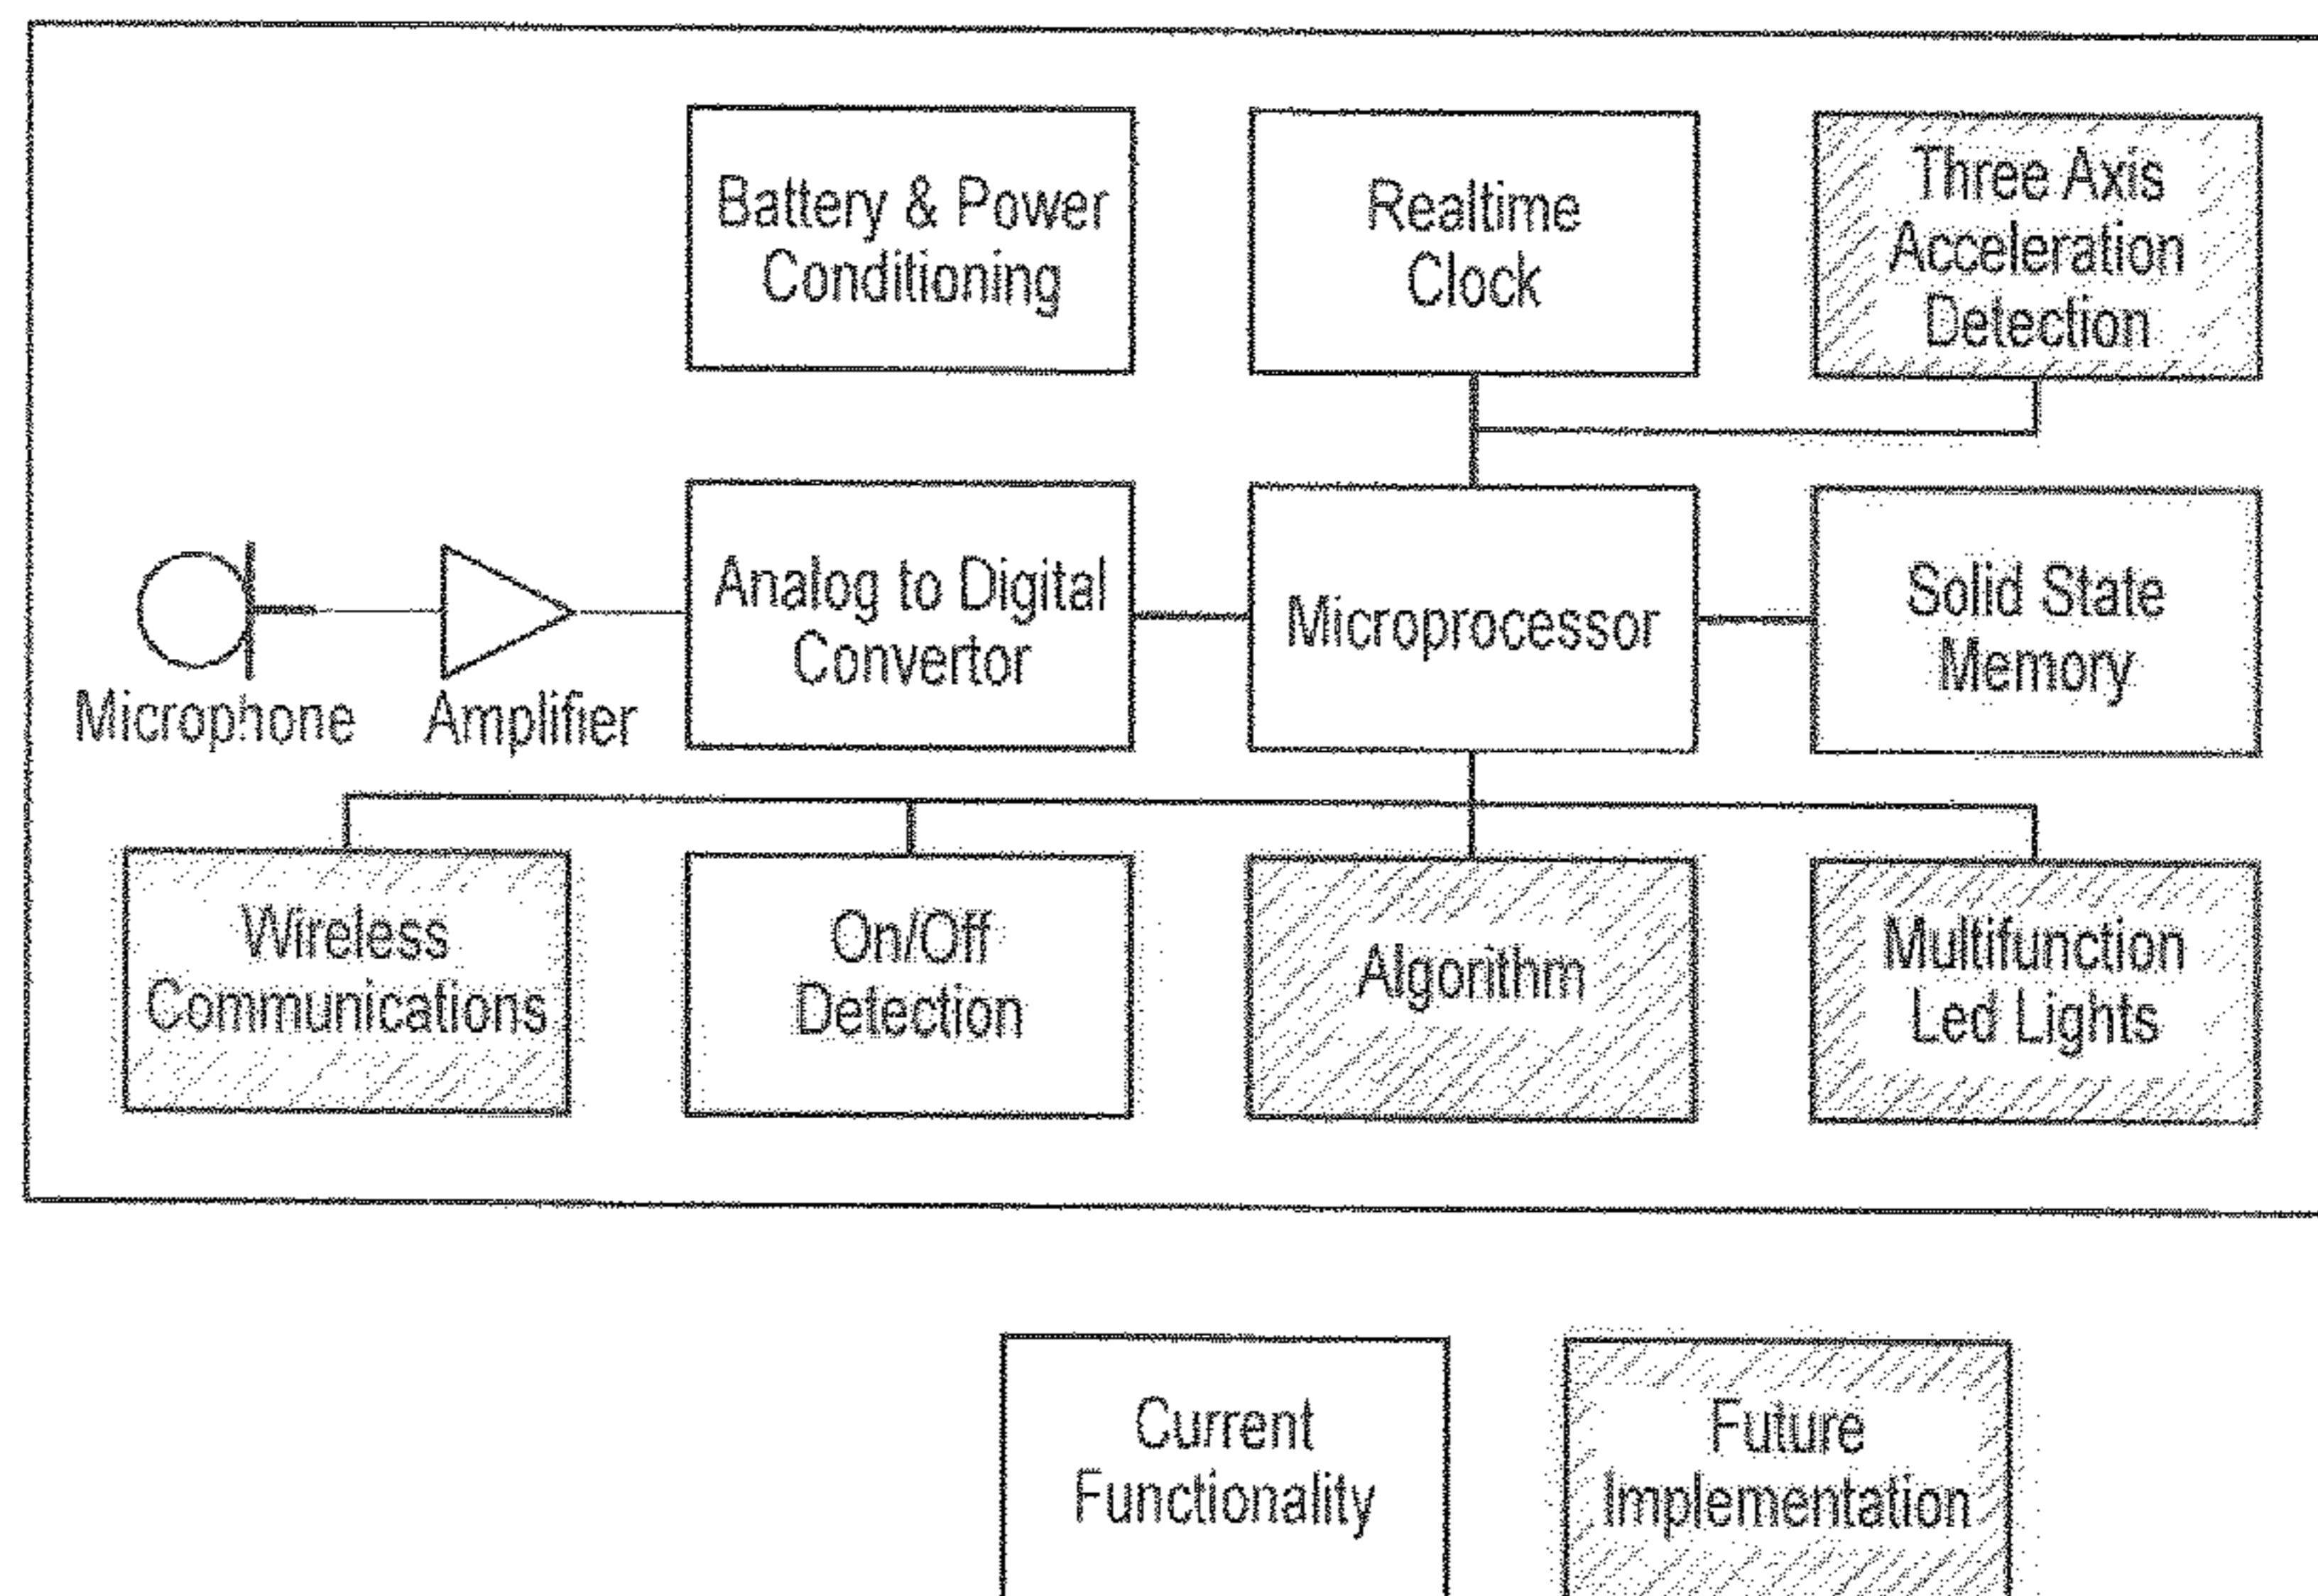 Battery & Power
Conditioning
Realtime
Clock
Three Axis
Acceleration
Detection
Microphone
Amplifier
Analog to Digital
Convertor
Microprocessor
Solid State
Memory
Wireless
Communications
On/Off
Detection
Algorithm
Multifunction
Led Lights
Current
Functionality
Future
Implementation